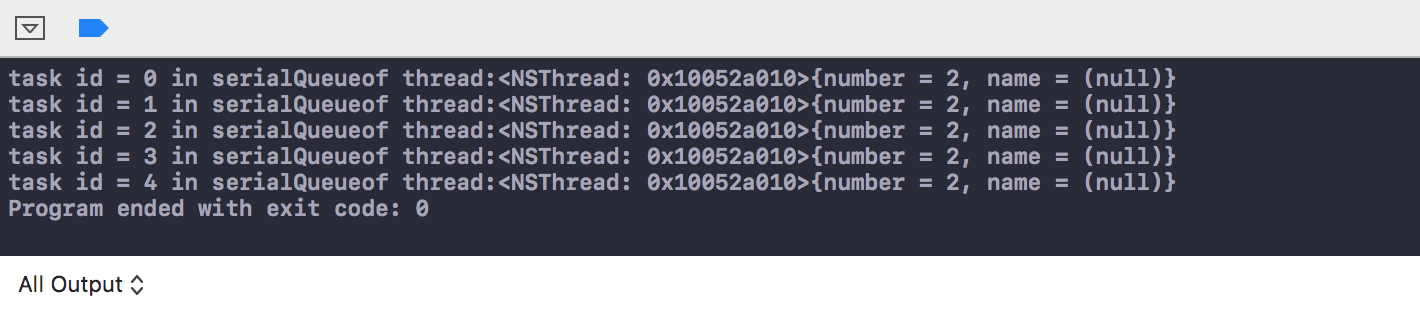 task id = 0 in serialQueueof thread:<NSThread: 0x10052a010>{number = 2, name = (null)}
task id = 1 in serialQueueof thread:<NSThread: 0x10052a010>{number = 2, name = (null)}
task id = 2 in serialQueueof thread:<NSThread: 0x10052a010>{number = 2, name = (null)}
task id = 3 in serialQueueof thread:<NSThread: 0x10052a010>{number = 2, name = (null)}
task id = 4 in serialQueueof thread:<NSThread: 0x10052a010>{number = 2, name = (null)}
Program ended with exit code: 0
All Output